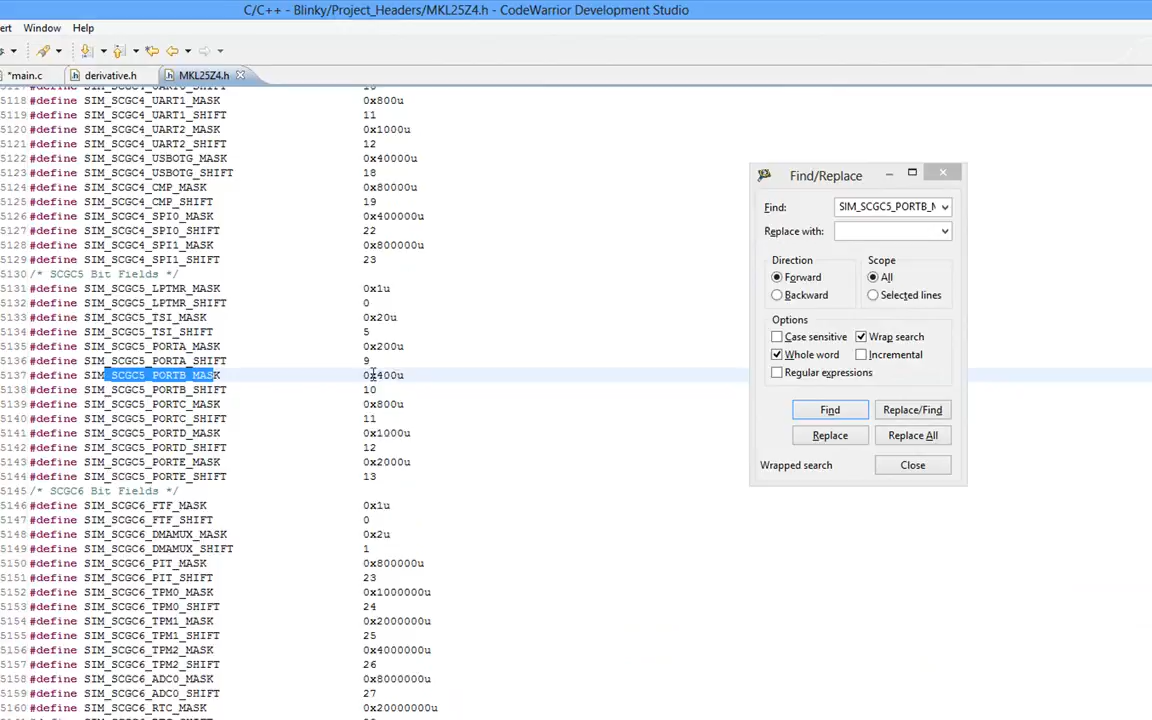 C/C++ - Blinky/Project_Headers/MKL25Z4.h - CodeWarrior Development Studio
ert Window Help
*main.c derivative.h MKL25Z4.h
5118 #define SIM_SCGC4_UART1_MASK 0x800u
5119 #define SIM_SCGC4_UART1_SHIFT 11
5120 #define SIM_SCGC4_UART2_MASK 0x1000u
5121 #define SIM_SCGC4_UART2_SHIFT 12
5122 #define SIM_SCGC4_USBOTG_MASK 0x40000u
5123 #define SIM_SCGC4_USBOTG_SHIFT 18
5124 #define SIM_SCGC4_CMP_MASK 0x80000u
5125 #define SIM_SCGC4_CMP_SHIFT 19
5126 #define SIM_SCGC4_SPI0_MASK 0x400000u
5127 #define SIM_SCGC4_SPI0_SHIFT 22
5128 #define SIM_SCGC4_SPI1_MASK 0x800000u
5129 #define SIM_SCGC4_SPI1_SHIFT 23
5130 /* SCGC5 Bit Fields */
5131 #define SIM_SCGC5_LPTMR_MASK 0x1u
5132 #define SIM_SCGC5_LPTMR_SHIFT 0
5133 #define SIM_SCGC5_TSI_MASK 0x20u
5134 #define SIM_SCGC5_TSI_SHIFT 5
5135 #define SIM_SCGC5_PORTA_MASK 0x200u
5136 #define SIM_SCGC5_PORTA_SHIFT 9
5137 #define SIM_SCGC5_PORTB_MASK 0x400u
5138 #define SIM_SCGC5_PORTB_SHIFT 10
5139 #define SIM_SCGC5_PORTC_MASK 0x800u
5140 #define SIM_SCGC5_PORTC_SHIFT 11
5141 #define SIM_SCGC5_PORTD_MASK 0x1000u
5142 #define SIM_SCGC5_PORTD_SHIFT 12
5143 #define SIM_SCGC5_PORTE_MASK 0x2000u
5144 #define SIM_SCGC5_PORTE_SHIFT 13
5145 /* SCGC6 Bit Fields */
5146 #define SIM_SCGC6_FTF_MASK 0x1u
5147 #define SIM_SCGC6_FTF_SHIFT 0
5148 #define SIM_SCGC6_DMAMUX_MASK 0x2u
5149 #define SIM_SCGC6_DMAMUX_SHIFT 1
5150 #define SIM_SCGC6_PIT_MASK 0x800000u
5151 #define SIM_SCGC6_PIT_SHIFT 23
5152 #define SIM_SCGC6_TPM0_MASK 0x1000000u
5153 #define SIM_SCGC6_TPM0_SHIFT 24
5154 #define SIM_SCGC6_TPM1_MASK 0x2000000u
5155 #define SIM_SCGC6_TPM1_SHIFT 25
5156 #define SIM_SCGC6_TPM2_MASK 0x4000000u
5157 #define SIM_SCGC6_TPM2_SHIFT 26
5158 #define SIM_SCGC6_ADC0_MASK 0x8000000u
5159 #define SIM_SCGC6_ADC0_SHIFT 27
5160 #define SIM_SCGC6_RTC_MASK 0x20000000u
Find/Replace
Find: SIM_SCGC5_PORTB_M
Replace with:
Direction Scope
Forward All
Backward Selected lines
Options
Case sensitive Wrap search
Whole word Incremental
Regular expressions
Find Replace/Find
Replace Replace All
Wrapped search Close